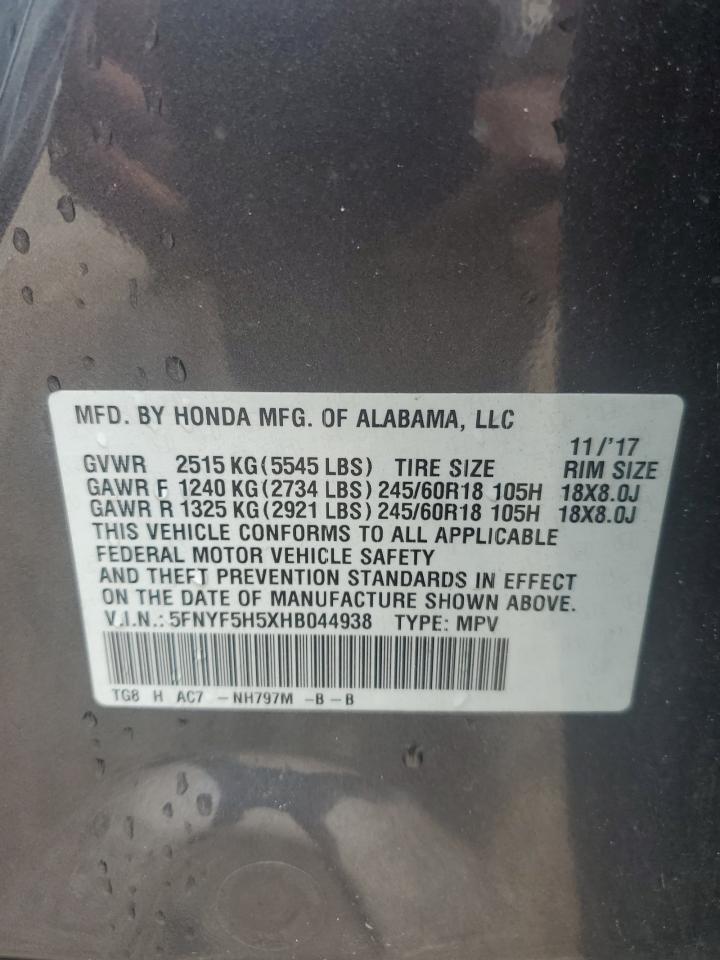 MFD. BY HONDA MFG. OF ALABAMA, LLC
11/'17
GVWR 2515 KG (5545 LBS) TIRE SIZE RIM SIZE
GAWR F 1240 KG (2734 LBS) 245/60R18 105H 18X8.0J
GAWR R 1325 KG (2921 LBS) 245/60R18 105H 18X8.0J
THIS VEHICLE CONFORMS TO ALL APPLICABLE
FEDERAL MOTOR VEHICLE SAFETY
AND THEFT PREVENTION STANDARDS IN EFFECT
ON THE DATE OF MANUFACTURE SHOWN ABOVE.
V.I.N.: 5FNYF5H5XHB044938 TYPE: MPV
TG8 H AC7 -NH797M -B - B